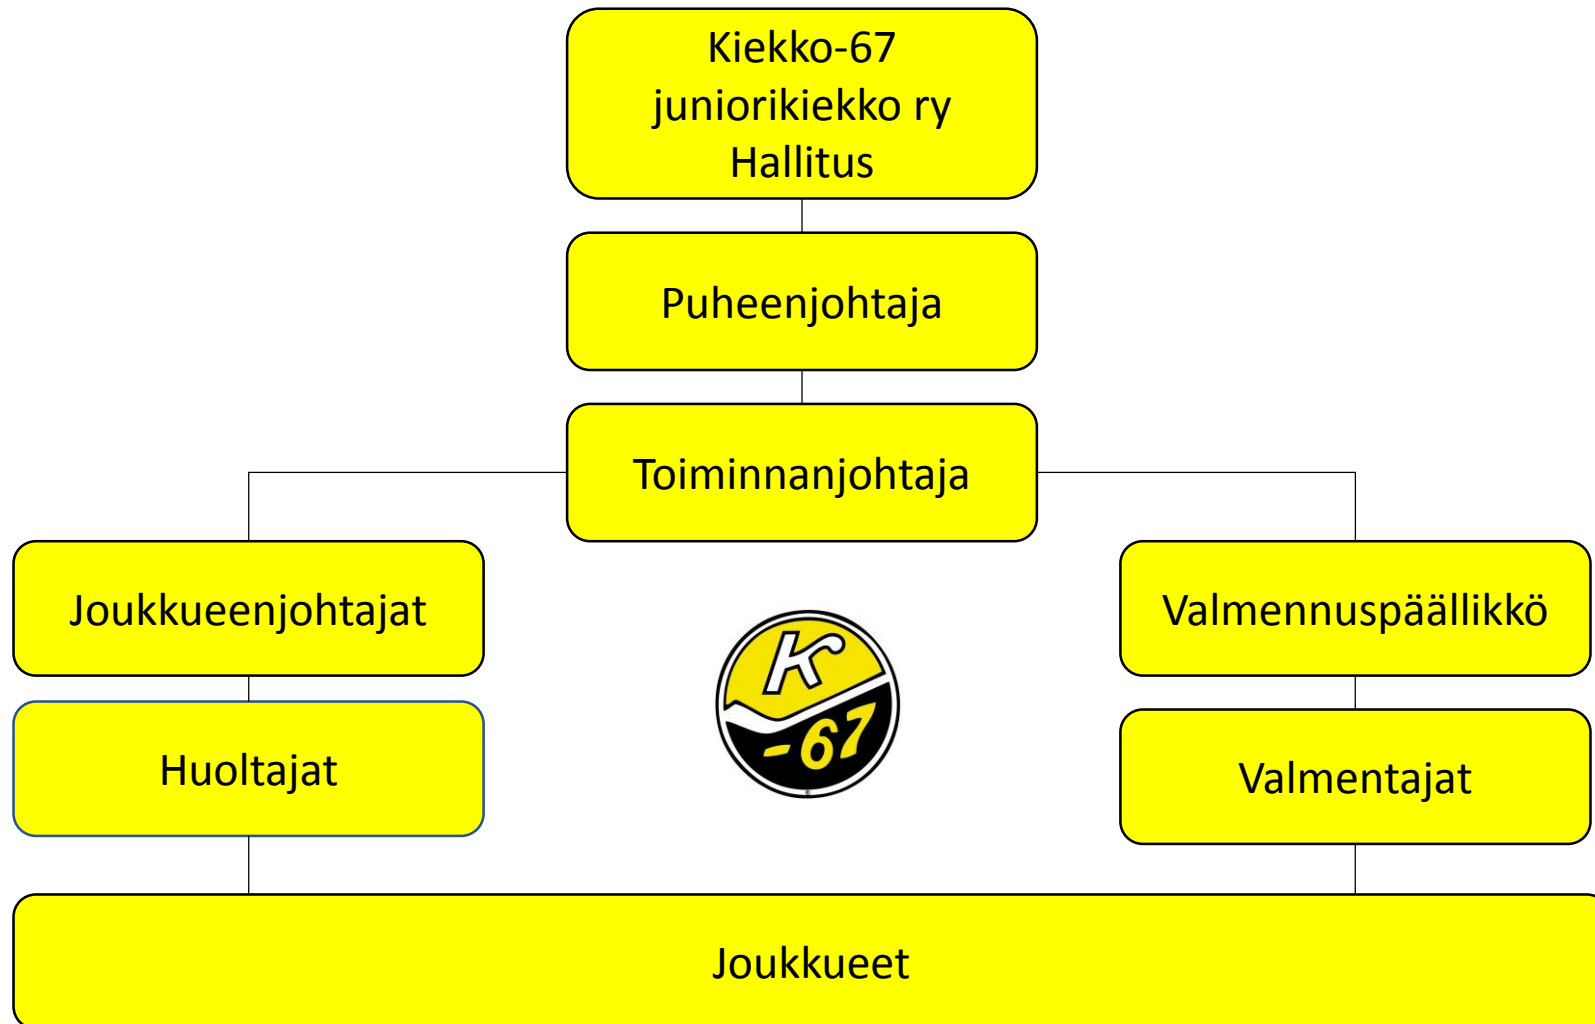 Kiekko-67
juniorikiekko ry
Hallitus
Puheenjohtaja
Toiminnanjohtaja
Joukkueenjohtajat
Valmennuspäällikkö
K
-67
Huoltajat
Valmentajat
Joukkueet